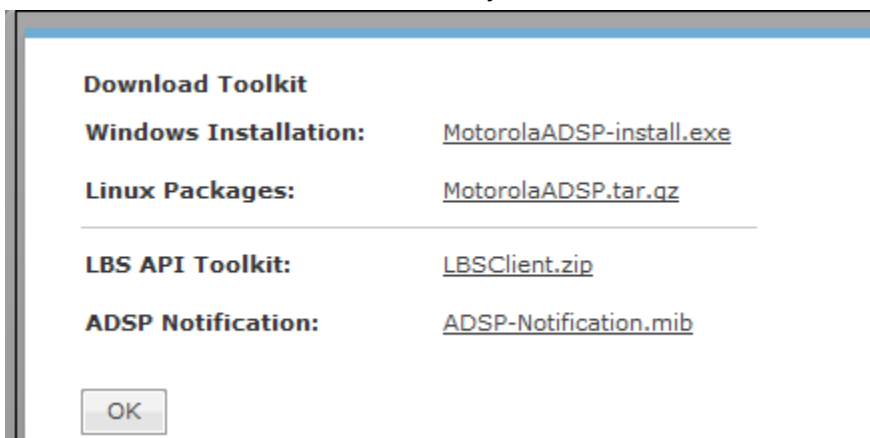 Download Toolkit
Windows Installation: MotorolaADSP-install.exe
Linux Packages: MotorolaADSP.tar.gz
LBS API Toolkit: LBSClient.zip
ADSP Notification: ADSP-Notification.mib
OK